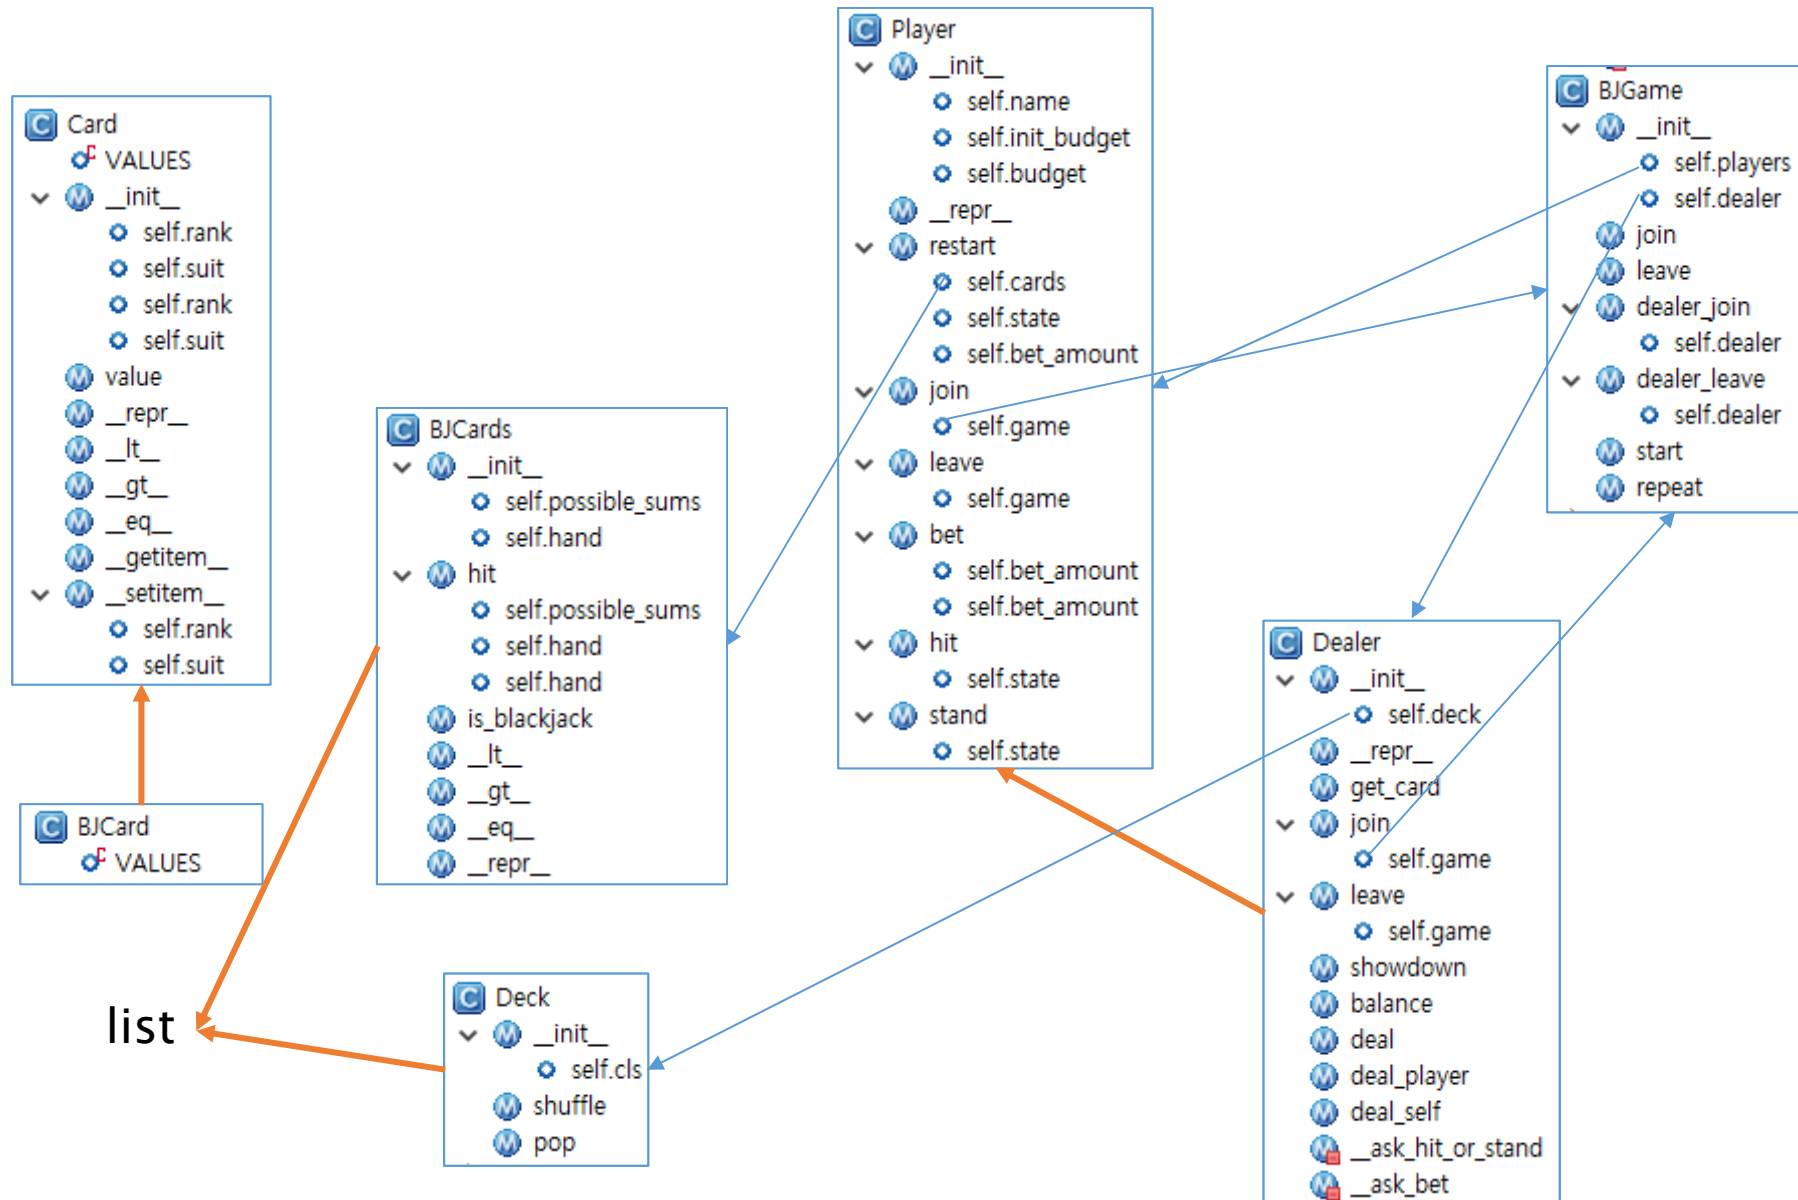 Card
VALUES
__init__
self.rank
self.suit
self.rank
self.suit
value
__repr__
__lt__
__gt__
__eq__
__getitem__
__setitem__
self.rank
self.suit
BJCard
VALUES
list
BJCards
__init__
self.possible_sums
self.hand
hit
self.possible_sums
self.hand
self.hand
is_blackjack
__lt__
__gt__
__eq__
__repr__
Deck
__init__
self.cls
shuffle
pop
Player
__init__
self.name
self.init_budget
self.budget
__repr__
restart
self.cards
self.state
self.bet_amount
join
self.game
leave
self.game
bet
self.bet_amount
self.bet_amount
hit
self.state
stand
self.state
BJGame
__init__
self.players
self.dealer
join
leave
dealer_join
self.dealer
dealer_leave
self.dealer
start
repeat
Dealer
__init__
self.deck
__repr__
get_card
join
self.game
leave
self.game
showdown
balance
deal
deal_player
deal_self
__ask_hit_or_stand
__ask_bet